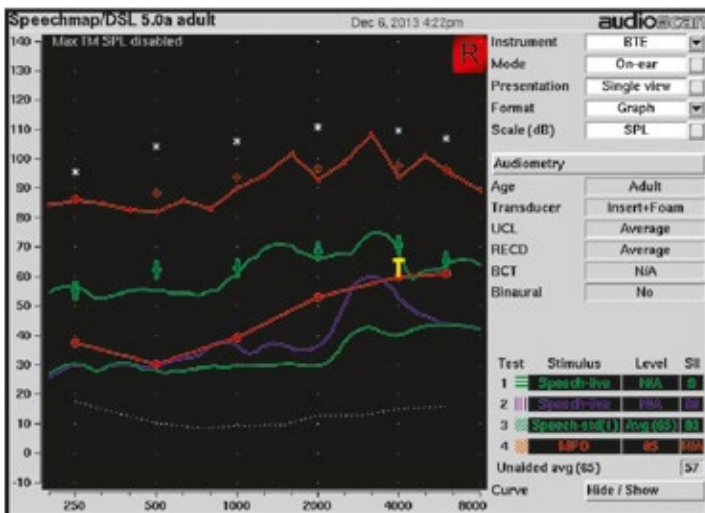 Speechmap/DSL 5.0a adult Dec 6, 2013 4:22pm audioscan
Max TM SPL disabled
R
140
130
120
110
100
90
80
70
60
50
40
30
20
10
0
-10
T
250 500 1000 2000 4000 8000
Instrument BTE
Mode On-ear
Presentation Single view
Format Graph
Scale (dB) SPL
Audiometry
Age Adult
Transducer Insert+Foam
UCL Average
RECD Average
BCT N/A
Binaural No
Test Stimulus Level SII
1 Speech-live N/A
2 Speech-live N/A
3 Speech-std(1) Avg (65) 83
4 MPO 85 N/A
Unaided avg (65) 57
Curve Hide / Show